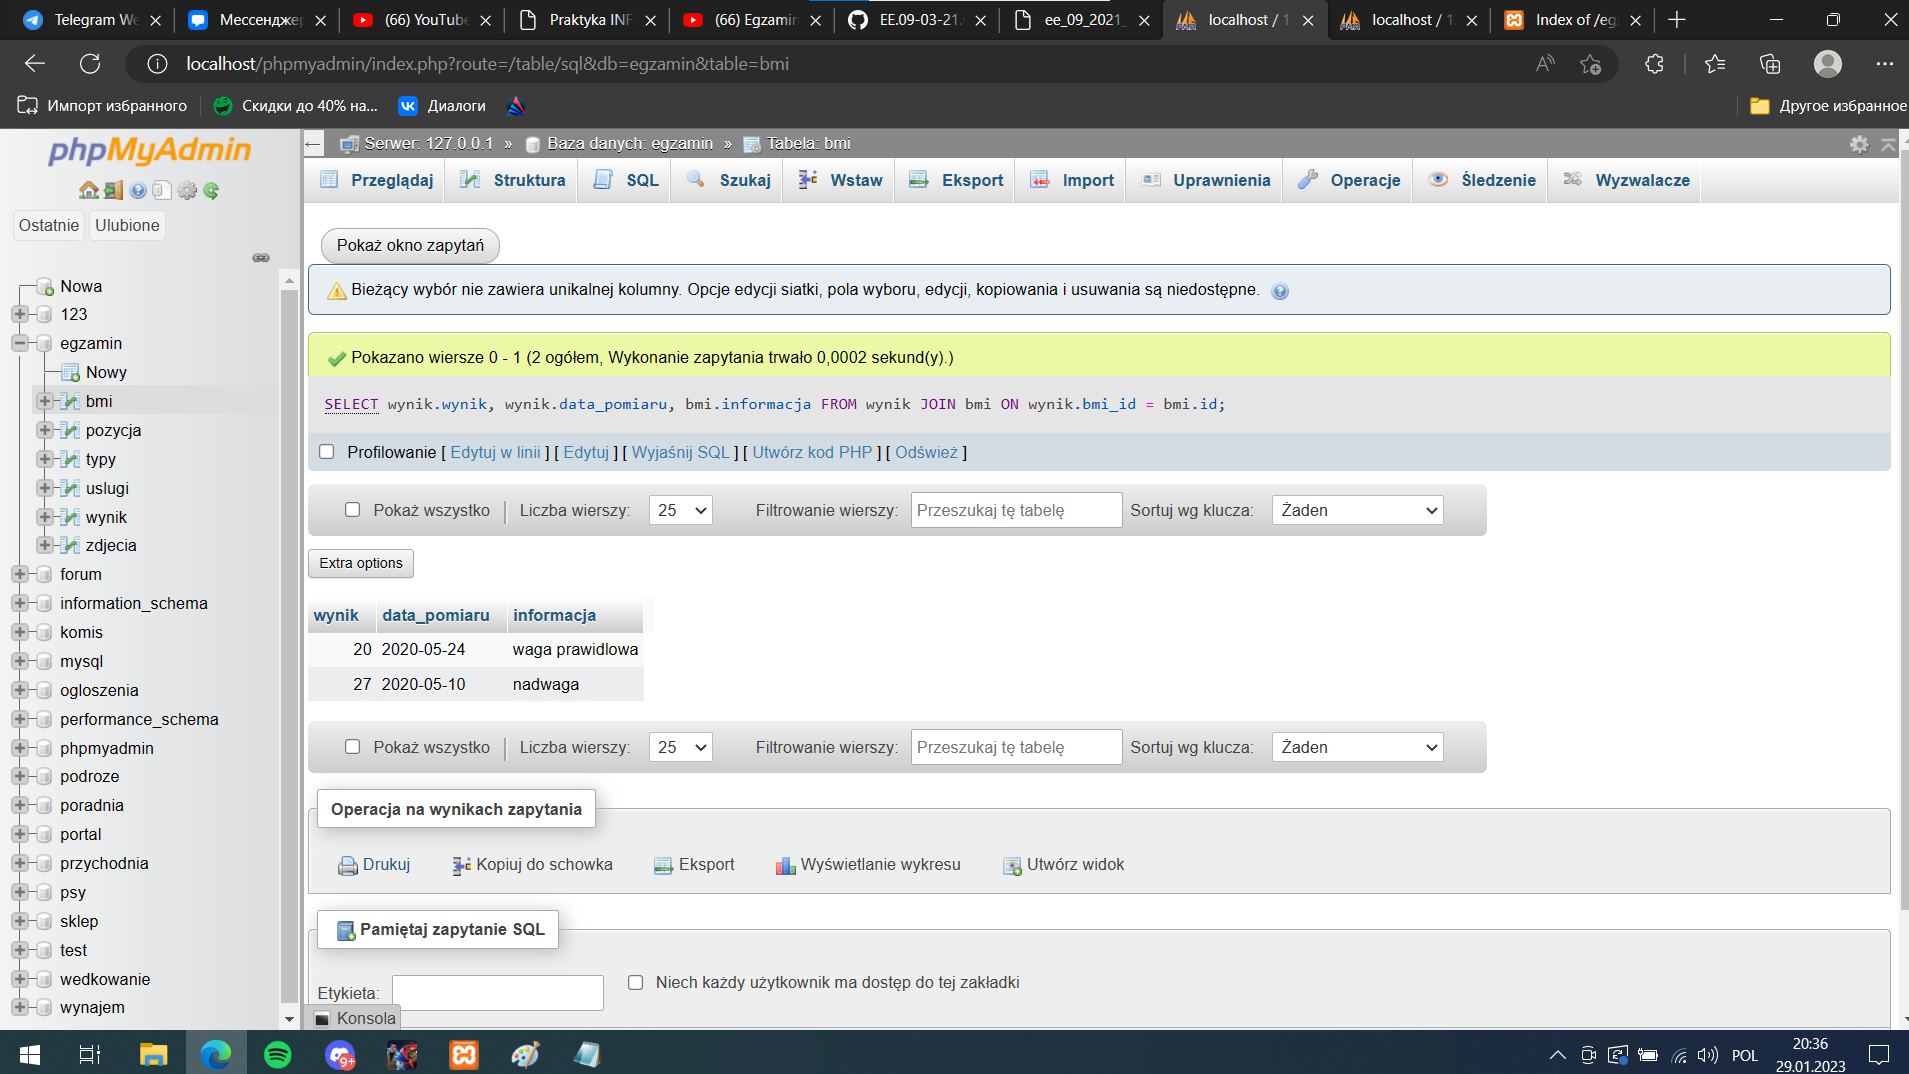 Telegram We
Мессенджер
(66) YouTube
Praktyka INF
(66) Egzamin
EE.09-03-21.
ee_09_2021_
localhost / 1
localhost / 1
Index of /eg
localhost/phpmyadmin/index.php?route=/table/sql&db=egzamin&table=bmi
Импорт избранного
Скидки до 40% на...
Диалоги
Другое избранное
phpMyAdmin
Ostatnie Ulubione
Nowa
123
egzamin
Nowy
bmi
pozycja
typy
uslugi
wynik
zdjecia
forum
information_schema
komis
mysql
ogloszenia
performance_schema
phpmyadmin
podroze
poradnia
portal
przychodnia
psy
sklep
test
wedkowanie
wynajem
Serwer: 127.0.0.1 » Baza danych: egzamin » Tabela: bmi
Przeglądaj Struktura SQL Szukaj Wstaw Eksport Import Uprawnienia Operacje Śledzenie Wyzwalacze
Pokaż okno zapytań
Bieżący wybór nie zawiera unikalnej kolumny. Opcje edycji siatki, pola wyboru, edycji, kopiowania i usuwania są niedostępne.
Pokazano wiersze 0 - 1 (2 ogółem, Wykonanie zapytania trwało 0,0002 sekund(y).)
SELECT wynik.wynik, wynik.data_pomiaru, bmi.informacja FROM wynik JOIN bmi ON wynik.bmi_id = bmi.id;
Profilowanie [ Edytuj w linii ] [ Edytuj ] [ Wyjaśnij SQL ] [ Utwórz kod PHP ] [ Odśwież ]
Pokaż wszystko Liczba wierszy: 25 Filtrowanie wierszy: Przeszukaj tę tabelę Sortuj wg klucza: Żaden
Extra options
wynik data_pomiaru informacja
20 2020-05-24 waga prawidlowa
27 2020-05-10 nadwaga
Pokaż wszystko Liczba wierszy: 25 Filtrowanie wierszy: Przeszukaj tę tabelę Sortuj wg klucza: Żaden
Operacja na wynikach zapytania
Drukuj Kopiuj do schowka Eksport Wyświetlanie wykresu Utwórz widok
Pamiętaj zapytanie SQL
Etykieta: Niech każdy użytkownik ma dostęp do tej zakładki
Konsola
9+
POL
20:36
29.01.2023